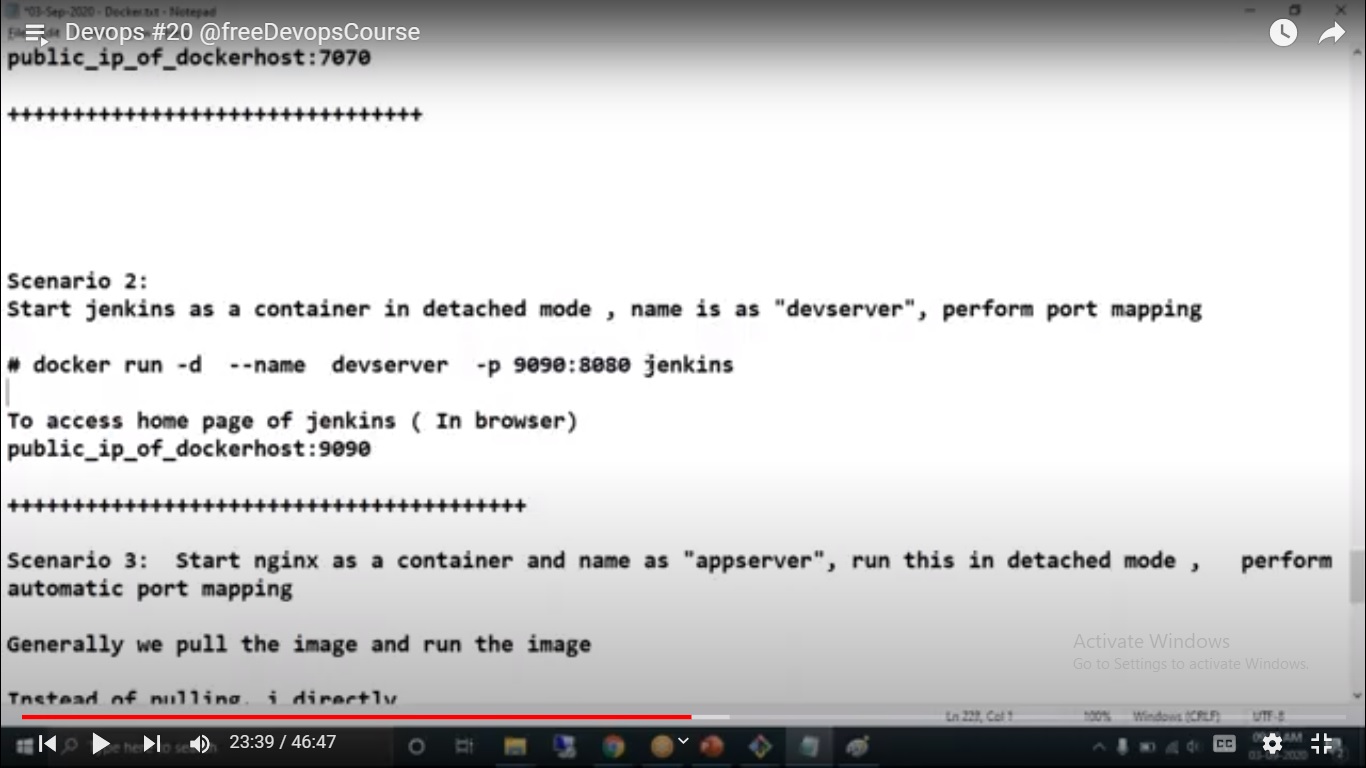 *03-Sep-2020 - Docker.txt - Notepad
Devops #20 @freeDevopsCourse
public_ip_of_dockerhost:7070
++++++++++++++++++++++++++++++++
Scenario 2:
Start jenkins as a container in detached mode , name is as "devserver", perform port mapping
# docker run -d --name devserver -p 9090:8080 jenkins
To access home page of jenkins ( In browser)
public_ip_of_dockerhost:9090
++++++++++++++++++++++++++++++++++++++++
Scenario 3: Start nginx as a container and name as "appserver", run this in detached mode , perform
automatic port mapping
Generally we pull the image and run the image
Activate Windows
Go to Settings to activate Windows.
Instead of pulling, i directly
Ln 223, Col 1 100% Windows (CRLF) UTF-8
23:39 / 46:47
CC
03-09-2020